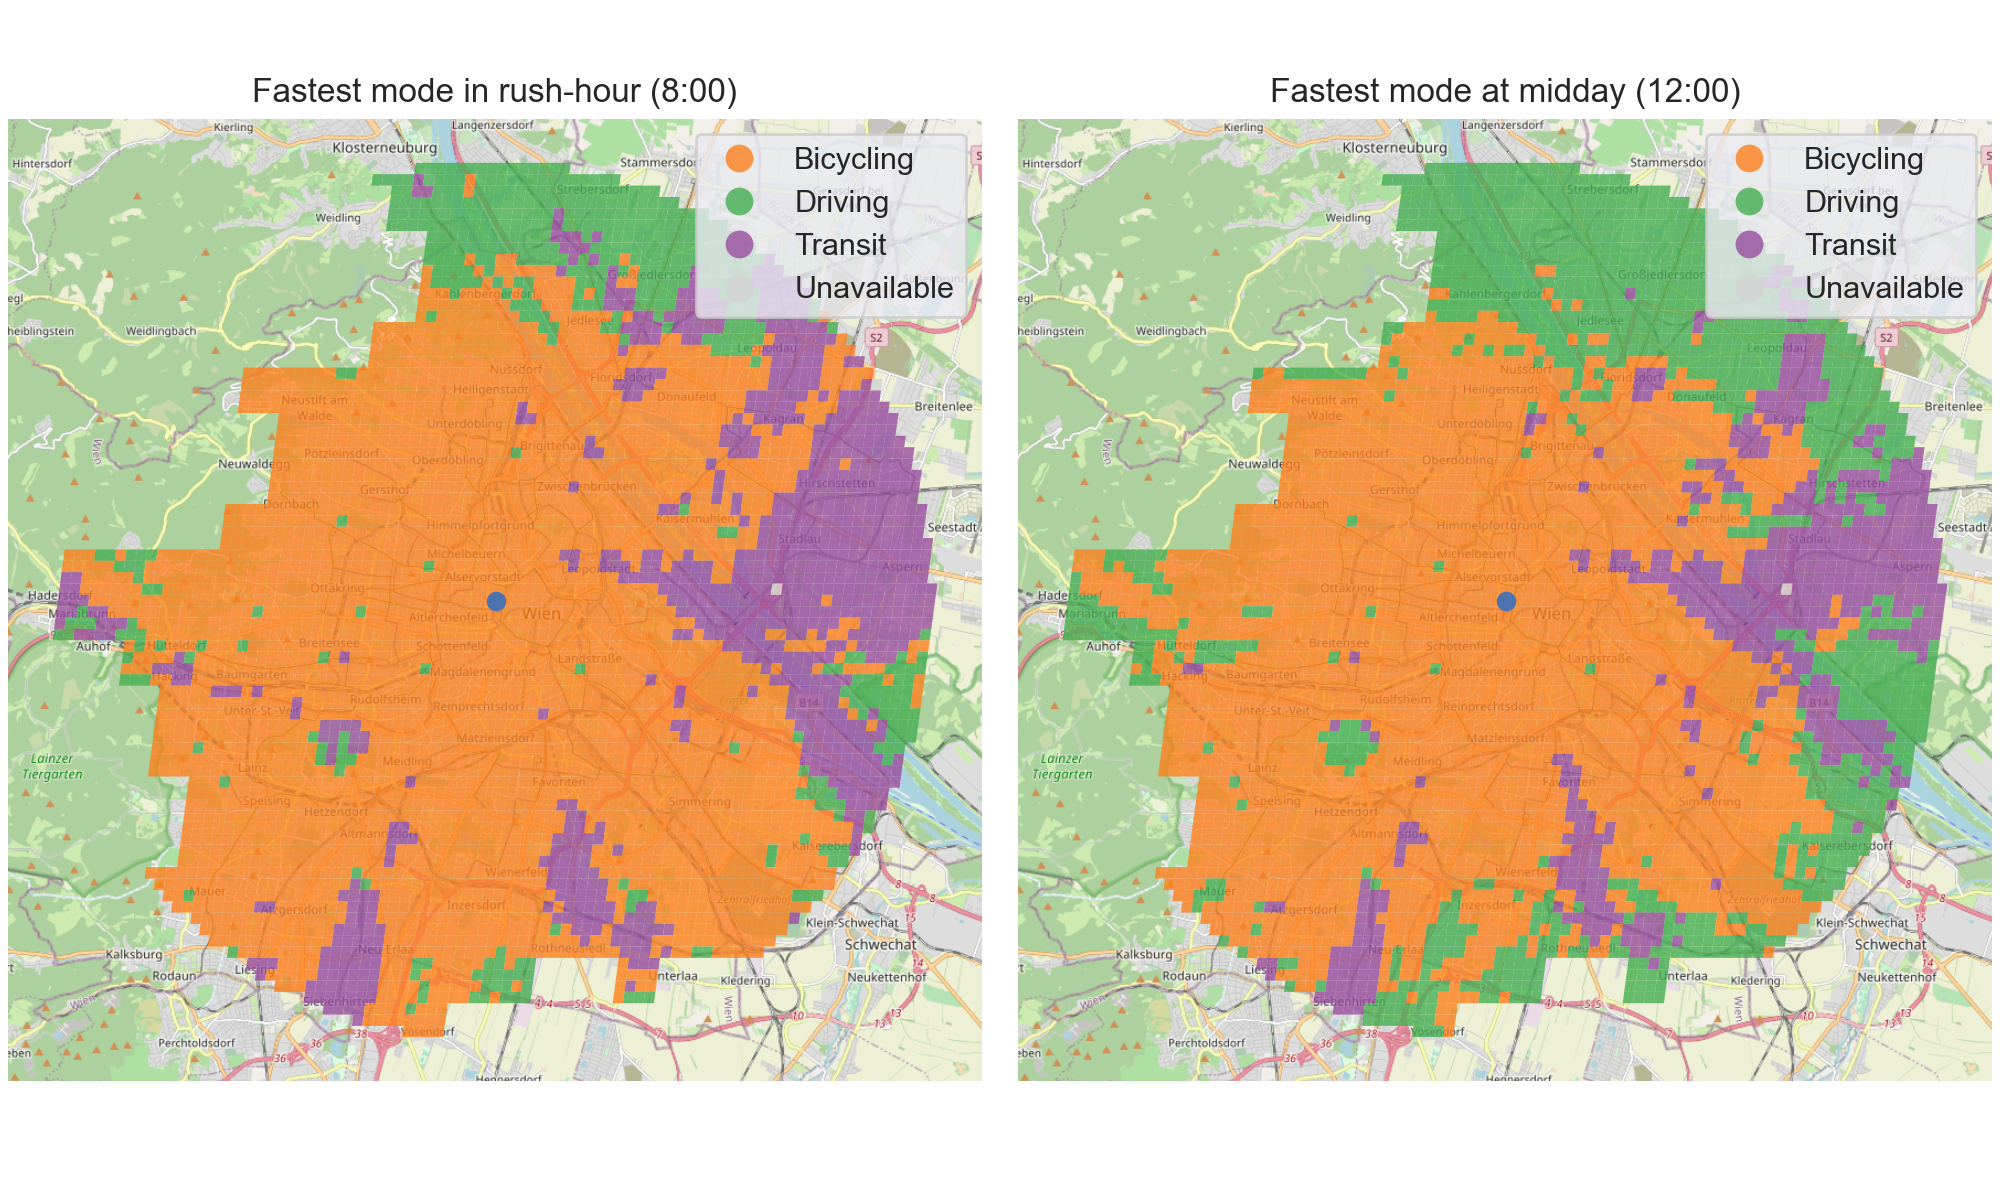 Fastest mode in rush-hour (8:00)
Kierling
Langenzersdorf
Klosterneuburg
Hintersdorf
Stammersdor
Bicycling
Driving
Transit
Unavailable
Strebersdorf
Weidling
Großjedlersdorf
Kahlenbergerdorf
Jedlesee
heiblingstein
Weidlingbach
Leopoldau
S2
Nussdorf
Floridsdorf
Heiligenstadt
Neustift am
Walde
Donaufeld
Breitenlee
Unterdöbling
Kagran
Brigittenau
Wien
Pötzleinsdorf
Oberdöbling
Neuwaldegg
Gersthof
Zwischenbrücken
Hirschstetten
Dornbach
Himmelpfortgrund
Kaisermühlen
Seestadt
Stadlau
Michelbeuern
Leopoldstadt
Aspern
Alservorstadt
Ottakring
Hadersdorf
Mariabrunn
Altlerchenfeld
Wien
Auhof
Hütteldorf
Breitensee
Schottenfeld
Landstraße
Hacking
Baumgarten
Magdalenengrund
Rudolfsheim
Reinprechtsdorf
Prater
B14
Unter-St.-Veit
Matzleinsdorf
Lainzer
Tiergarten
Lainz
Meidling
Favoriten
Speising
Hetzendorf
Simmering
Altmannsdorf
Kaiserebersdorf
Wienerfeld
Mauer
Inzersdorf
Zentralfriedhof
Atzgersdorf
Klein-Schwechat
Schwechat
Kalksburg
Neu-Erlaa
Rothneusiedl
Liesing
Rodaun
Unterlaa
Kledering
Neukettenhof
Siebenhirten
Vösendorf
Perchtoldsdorf
Hennersdorf
Fastest mode at midday (12:00)
Kierling
Langenzersdorf
Klosterneuburg
Hintersdorf
Stammersdor
Bicycling
Driving
Transit
Unavailable
Strebersdorf
Weidling
Großjedlersdor
Kahlenbergerdorf
Jedlesee
heiblingstein
Weidlingbach
Leopoldau
S2
Nussdorf
Floridsdorf
Heiligenstadt
Neustift am
Walde
Donaufeld
Breitenlee
Unterdöbling
Kagran
Brigittenau
Wien
Pötzleinsdorf
Oberdöbling
Neuwaldegg
Gersthof
Zwischenbrücken
Hirschstetten
Dornbach
Himmelpfortgrund
Kaisermühlen
Seestadt
Stadlau
Michelbeuern
Leopoldstadt
Aspern
Alservorstadt
Ottakring
Hadersdorf
Mariabrunn
Altlerchenfeld
Wien
Auhof
Hütteldorf
Breitensee
Schottenfeld
Landstraße
Hacking
Baumgarten
Magdalenengrund
Rudolfsheim
Reinprechtsdorf
Prater
B14
Unter-St.-Veit
Matzleinsdorf
Lainzer
Tiergarten
Lainz
Meidling
Favoriten
Speising
Hetzendorf
Simmering
Altmannsdorf
Kaiserebersdorf
Wienerfeld
Mauer
Inzersdorf
Zentralfriedhof
Atzgersdorf
Klein-Schwechat
Schwechat
Kalksburg
Neu-Erlaa
Rothneusiedl
Liesing
Rodaun
Unterlaa
Kledering
Neukettenhof
Siebenhirten
Vösendorf
Perchtoldsdorf
Hennersdorf